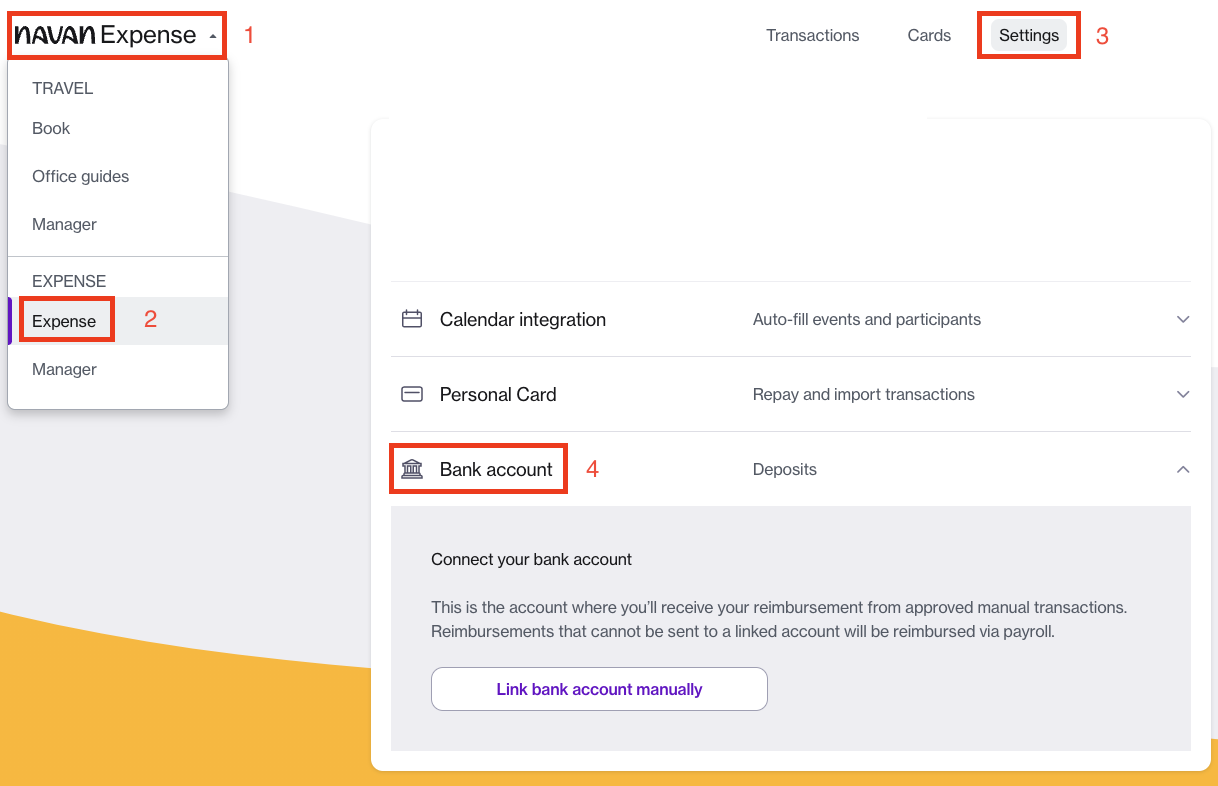 NAVAN Expense 1
Transactions Cards Settings 3
TRAVEL
Book
Office guides
Manager
EXPENSE
Expense 2
Manager
Calendar integration Auto-fill events and participants
Personal Card Repay and import transactions
Bank account 4 Deposits
Connect your bank account
This is the account where you’ll receive your reimbursement from approved manual transactions.
Reimbursements that cannot be sent to a linked account will be reimbursed via payroll.
Link bank account manually